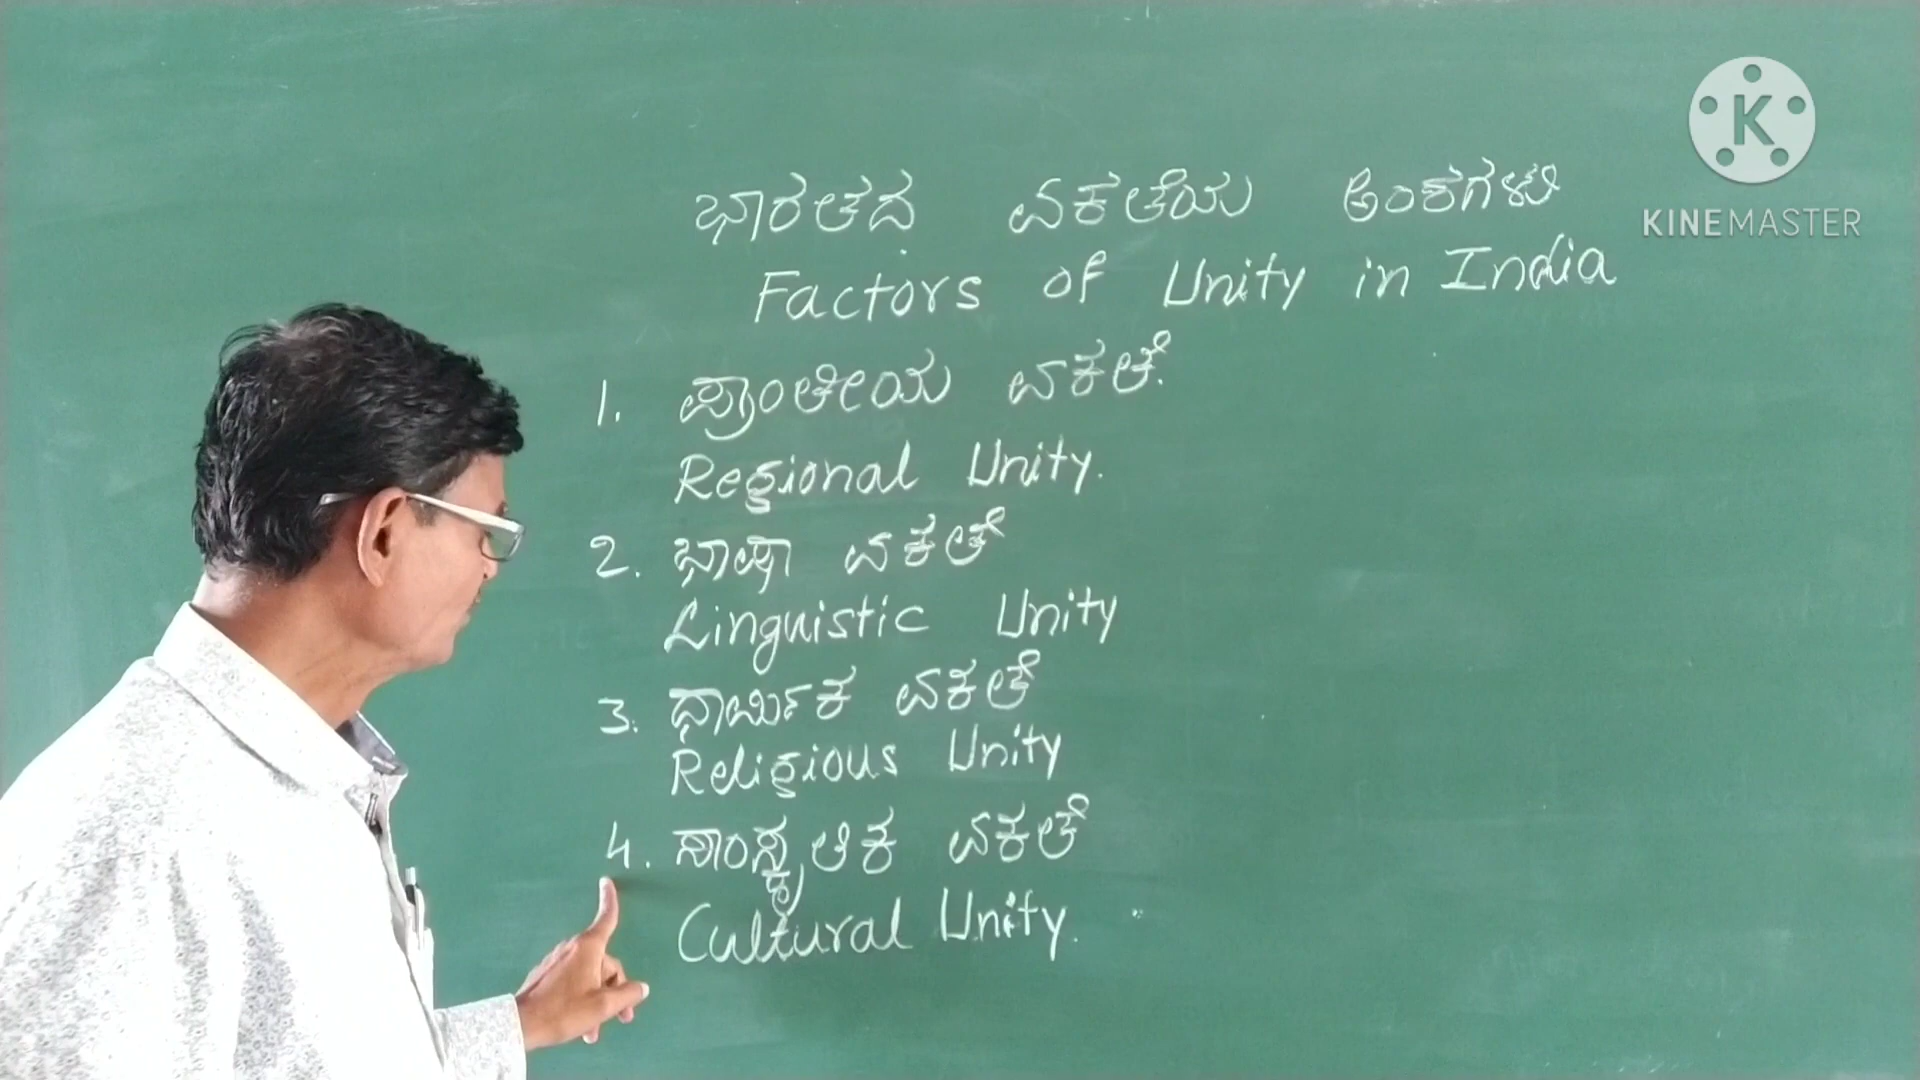 ಭಾರತದ ಏಕತೆಯ ಅಂಶಗಳು
Factors of Unity in India
1. ಪ್ರಾಂತೀಯ ಏಕತೆ.
Regional Unity.
2. ಭಾಷಾ ಏಕತೆ
Linguistic Unity
3. ಧಾರ್ಮಿಕ ಏಕತೆ
Religious Unity
4. ಸಾಂಸ್ಕೃತಿಕ ಏಕತೆ
Cultural Unity.
K
KINEMASTER